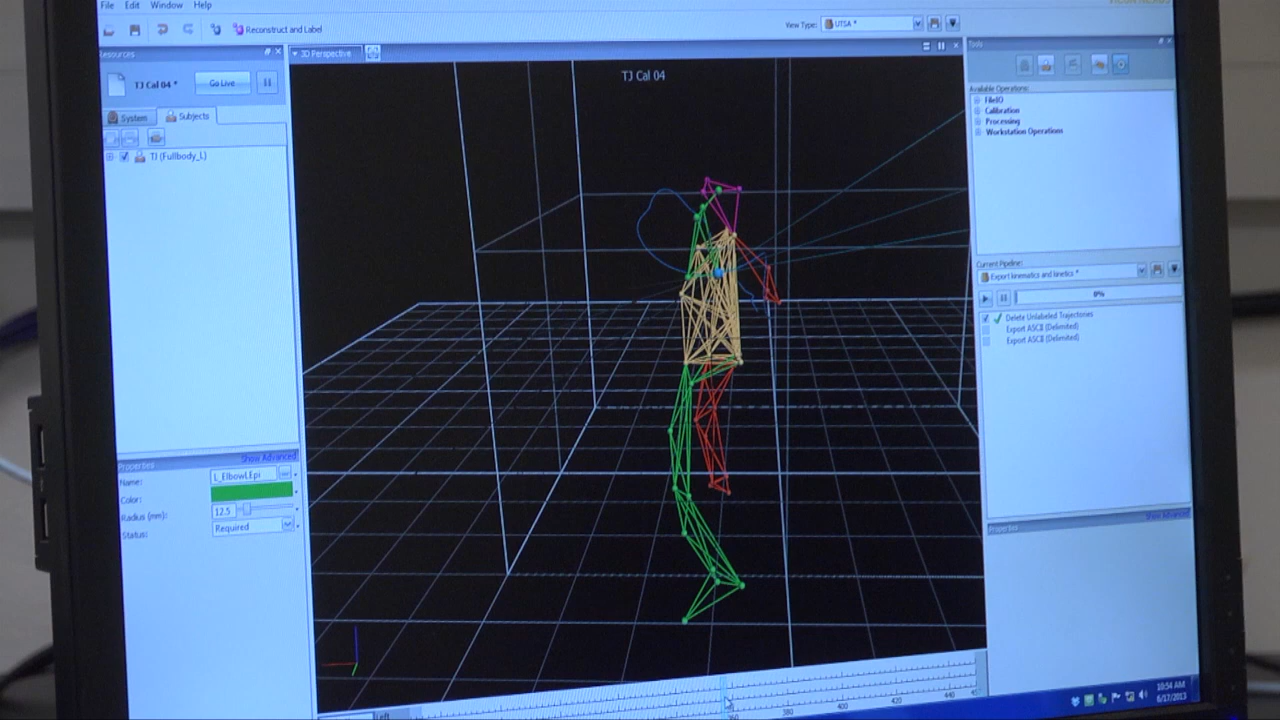 File Edit Window Help
Reconstruct and Label
View Type: UTSA *
Resources
3D Perspective
Tools
TJ Cal 04 *
Go Live
TJ Cal 04
System
Subjects
TJ (Fullbody_L)
Available Operations:
FileIO
Calibration
Processing
Workstation Operations
Current Pipeline:
Export kinematics and kinetics *
0%
Delete Unlabeled Trajectories
Export ASCII (Delimited)
Export ASCII (Delimited)
Properties
Show Advanced
Name:
L_ElbowLEpi
Color:
Radius (mm):
12.5
Status:
Required
Show Advanced
Properties
380
400
420
440
10:54 AM
6/17/2013